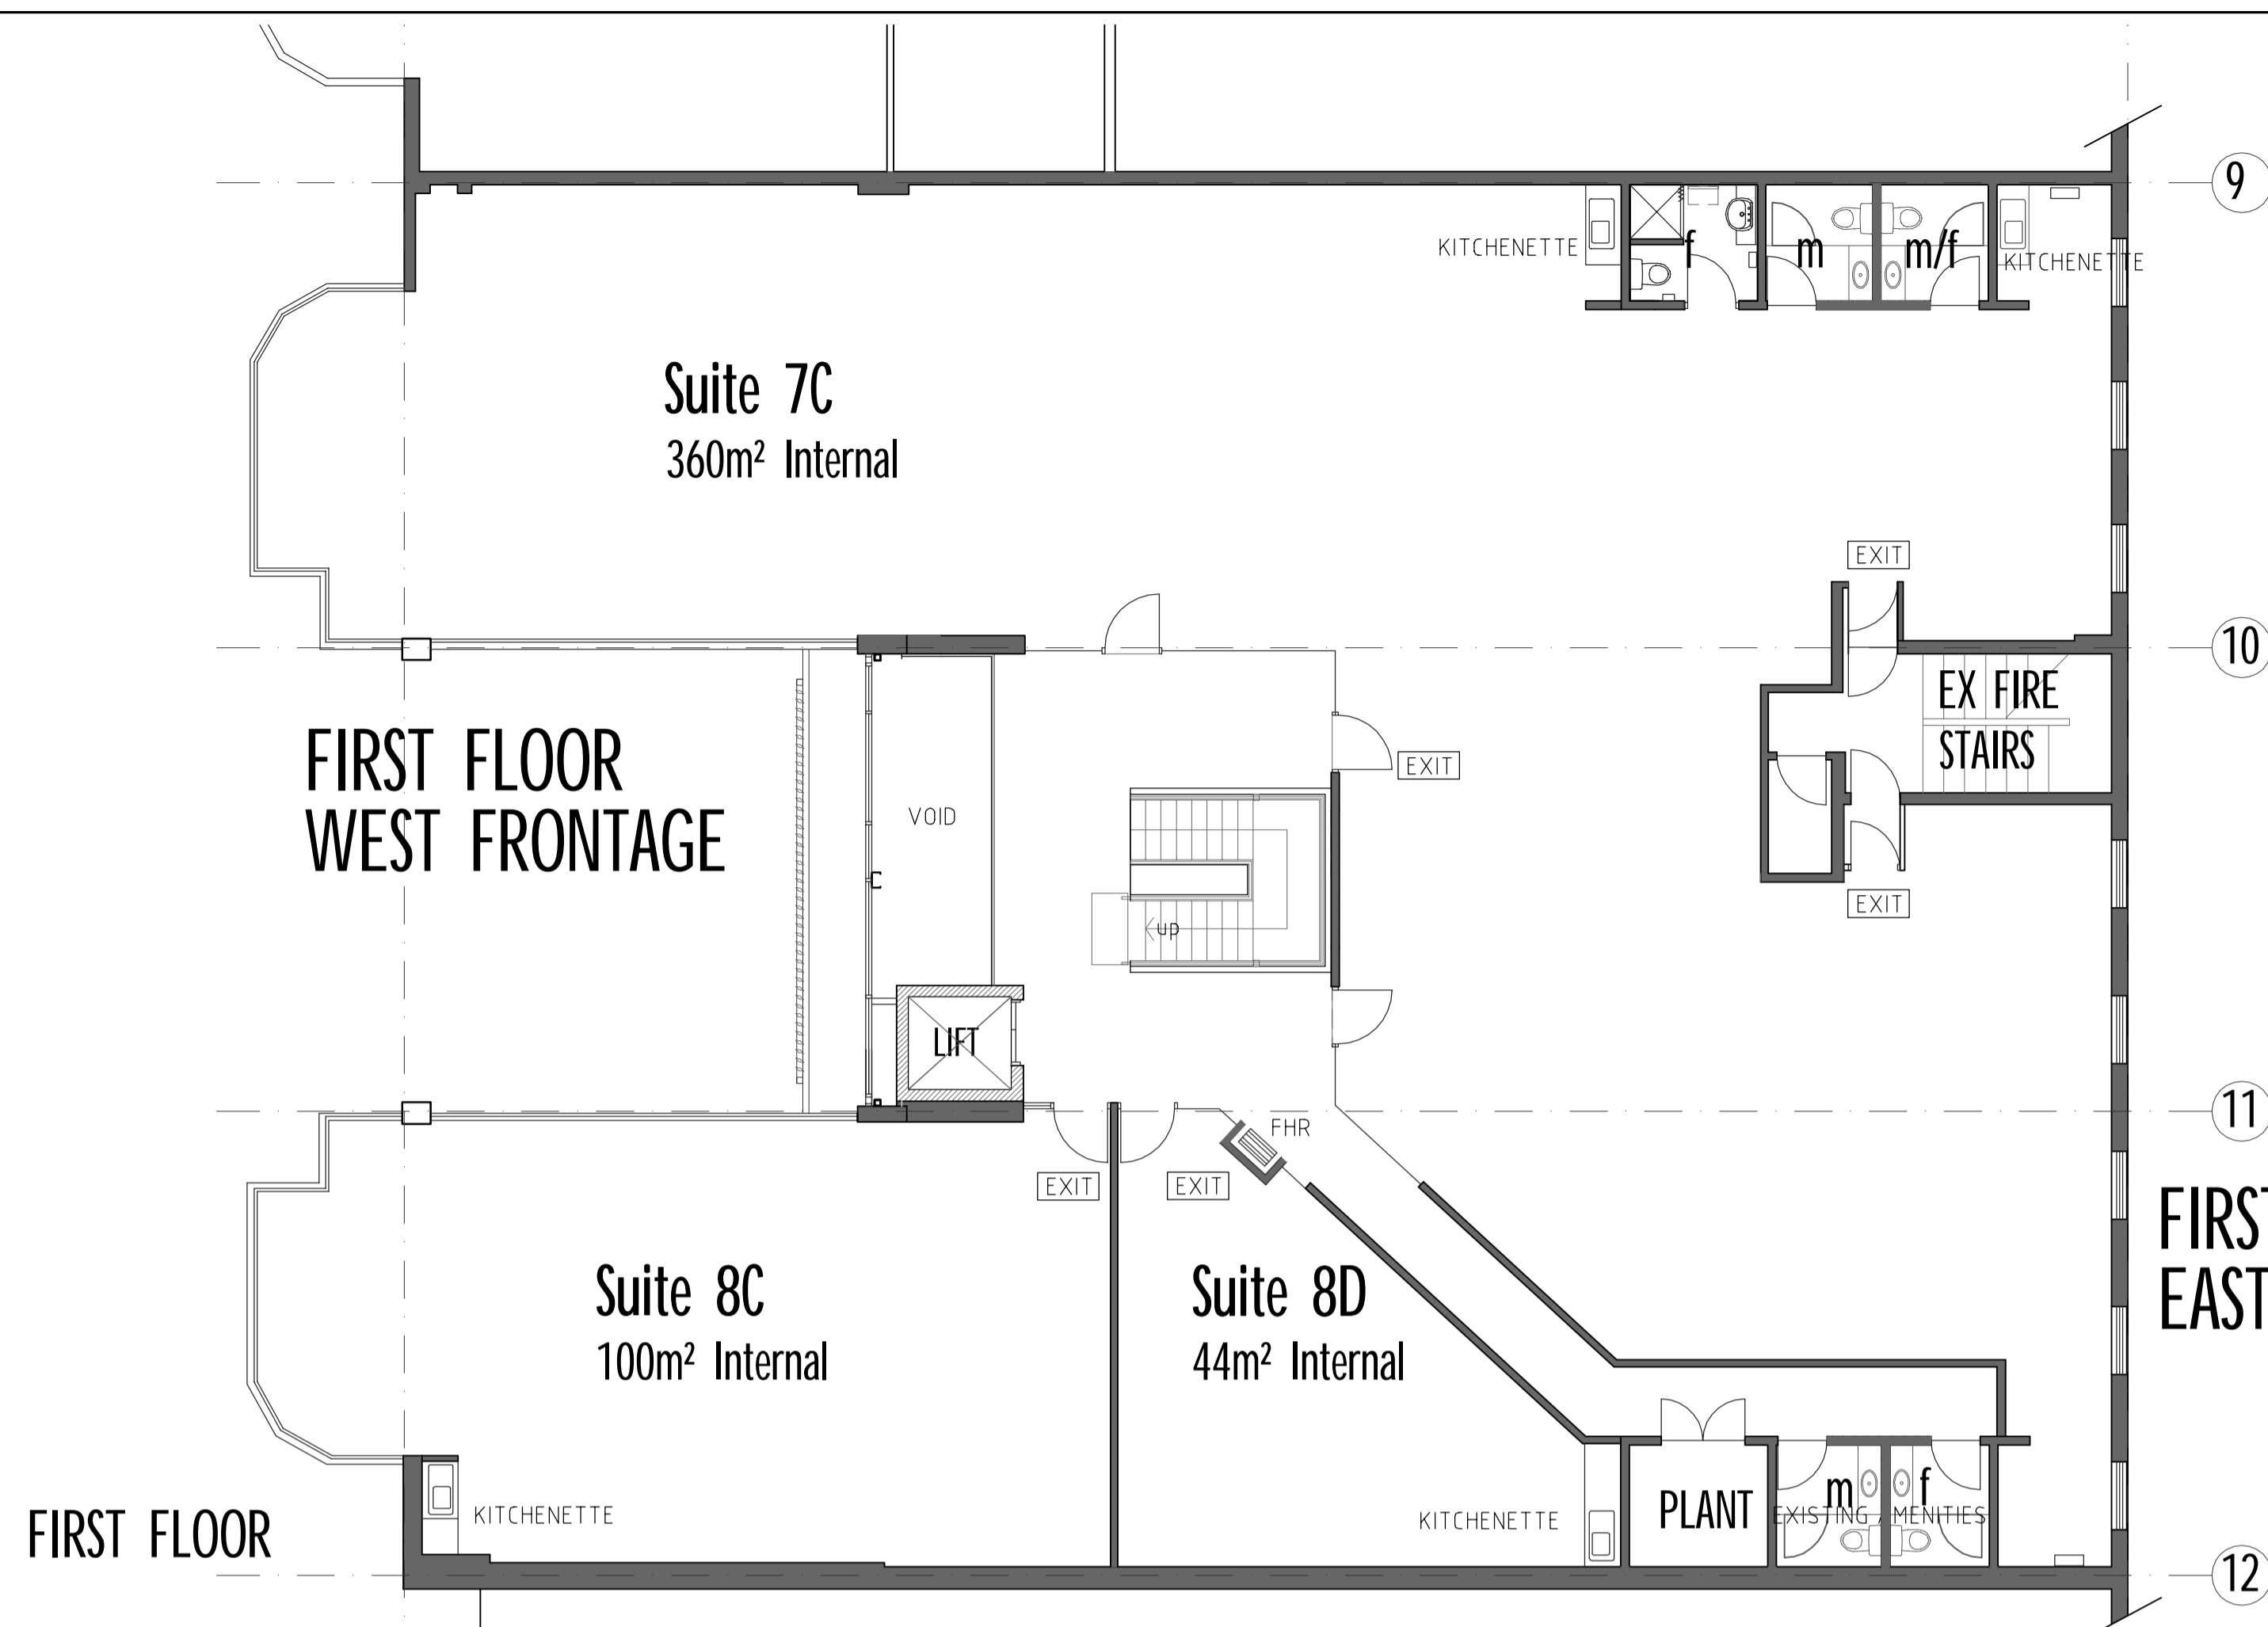 9
KITCHENETTE
f
m
m/f
KITCHENETTE
Suite 7C
360m² Internal
EXIT
10
EX FIRE
STAIRS
FIRST FLOOR
WEST FRONTAGE
EXIT
VOID
EXIT
up
LIFT
11
FHR
EXIT
EXIT
FIRST
EAST
Suite 8C
100m² Internal
Suite 8D
44m² Internal
m
f
PLANT
EXISTING AMENITIES
KITCHENETTE
KITCHENETTE
FIRST FLOOR
12